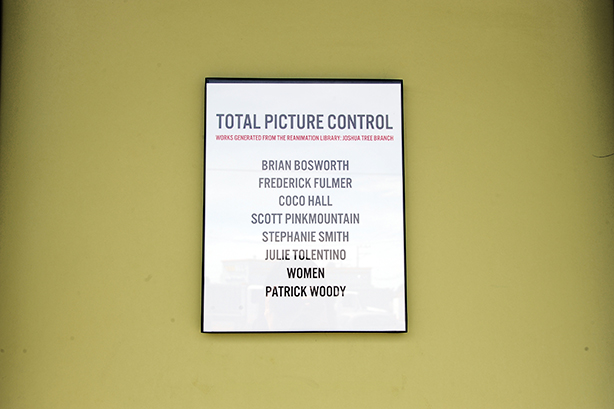 TOTAL PICTURE CONTROL
WORKS GENERATED FROM THE REANIMATION LIBRARY: JOSHUA TREE BRANCH
BRIAN BOSWORTH
FREDERICK FULMER
COCO HALL
SCOTT PINKMOUNTAIN
STEPHANIE SMITH
JULIE TOLENTINO
WOMEN
PATRICK WOODY